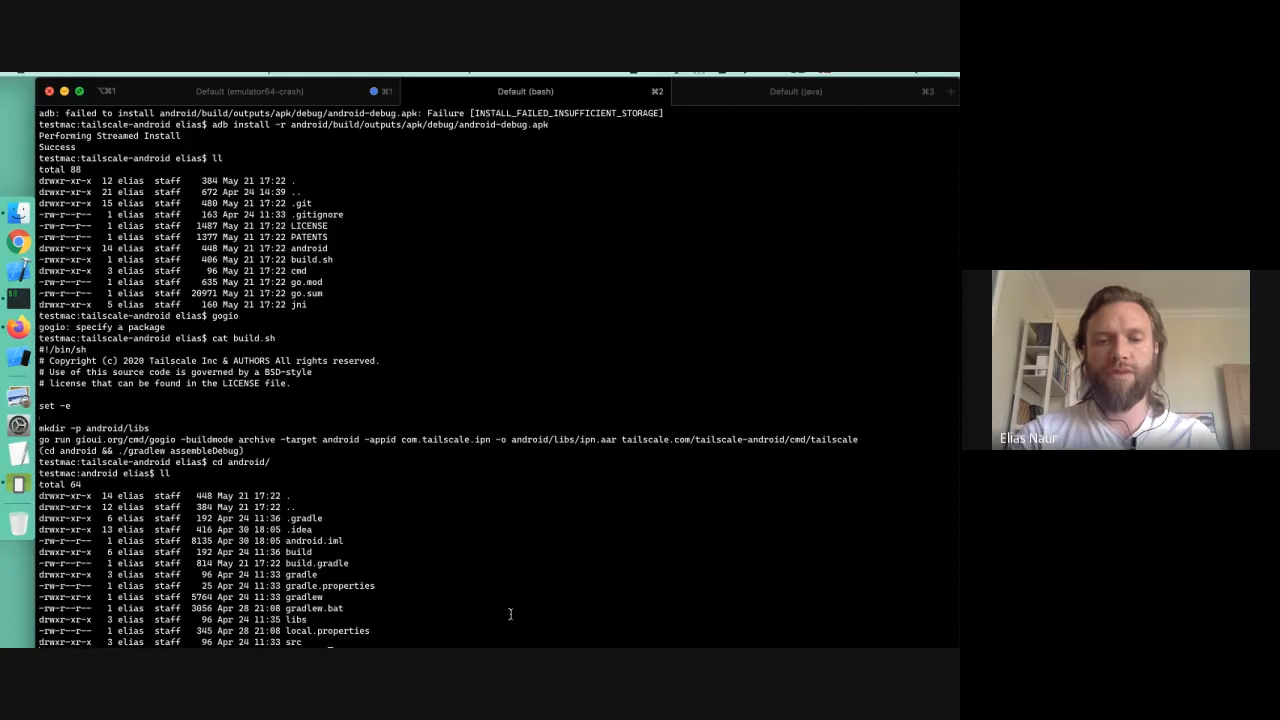 ⌥⌘1 Default (emulator64-crash) ⌘1 Default (bash) ⌘2 Default (java) ⌘3 +
adb: failed to install android/build/outputs/apk/debug/android-debug.apk: Failure [INSTALL_FAILED_INSUFFICIENT_STORAGE]
testmac:tailscale-android elias$ adb install -r android/build/outputs/apk/debug/android-debug.apk
Performing Streamed Install
Success
testmac:tailscale-android elias$ ll
total 88
drwxr-xr-x 12 elias staff 384 May 21 17:22 .
drwxr-xr-x 21 elias staff 672 Apr 24 14:39 ..
drwxr-xr-x 15 elias staff 480 May 21 17:22 .git
-rw-r--r-- 1 elias staff 163 Apr 24 11:33 .gitignore
-rw-r--r-- 1 elias staff 1487 May 21 17:22 LICENSE
-rw-r--r-- 1 elias staff 1377 May 21 17:22 PATENTS
drwxr-xr-x 14 elias staff 448 May 21 17:22 android
-rw-r--r-- 1 elias staff 406 May 21 17:22 build.sh
drwxr-xr-x 3 elias staff 96 May 21 17:22 cmd
-rw-r--r-- 1 elias staff 635 May 21 17:22 go.mod
-rw-r--r-- 1 elias staff 20971 May 21 17:22 go.sum
drwxr-xr-x 5 elias staff 160 May 21 17:22 jni
testmac:tailscale-android elias$ gogio
gogio: specify a package
testmac:tailscale-android elias$ cat build.sh
#!/bin/sh
# Copyright (c) 2020 Tailscale Inc & AUTHORS All rights reserved.
# Use of this source code is governed by a BSD-style
# license that can be found in the LICENSE file.
set -e
mkdir -p android/libs
go run gioui.org/cmd/gogio -buildmode archive -target android -appid com.tailscale.ipn -o android/libs/ipn.aar tailscale.com/tailscale-android/cmd/tailscale
(cd android && ./gradlew assembleDebug)
testmac:tailscale-android elias$ cd android/
testmac:android elias$ ll
total 64
drwxr-xr-x 14 elias staff 448 May 21 17:22 .
drwxr-xr-x 12 elias staff 384 May 21 17:22 ..
drwxr-xr-x 6 elias staff 192 Apr 24 11:36 .gradle
drwxr-xr-x 13 elias staff 416 Apr 30 18:05 .idea
-rw-r--r-- 1 elias staff 8135 Apr 30 18:05 android.iml
drwxr-xr-x 6 elias staff 192 Apr 24 11:36 build
-rw-r--r-- 1 elias staff 814 May 21 17:22 build.gradle
drwxr-xr-x 3 elias staff 96 Apr 24 11:33 gradle
-rw-r--r-- 1 elias staff 25 Apr 24 11:33 gradle.properties
-rwxr-xr-x 1 elias staff 5764 Apr 24 11:33 gradlew
-rw-r--r-- 1 elias staff 3056 Apr 28 21:08 gradlew.bat
drwxr-xr-x 3 elias staff 96 Apr 24 11:35 libs
-rw-r--r-- 1 elias staff 345 Apr 28 21:08 local.properties
drwxr-xr-x 3 elias staff 96 Apr 24 11:33 src
Elias Naur